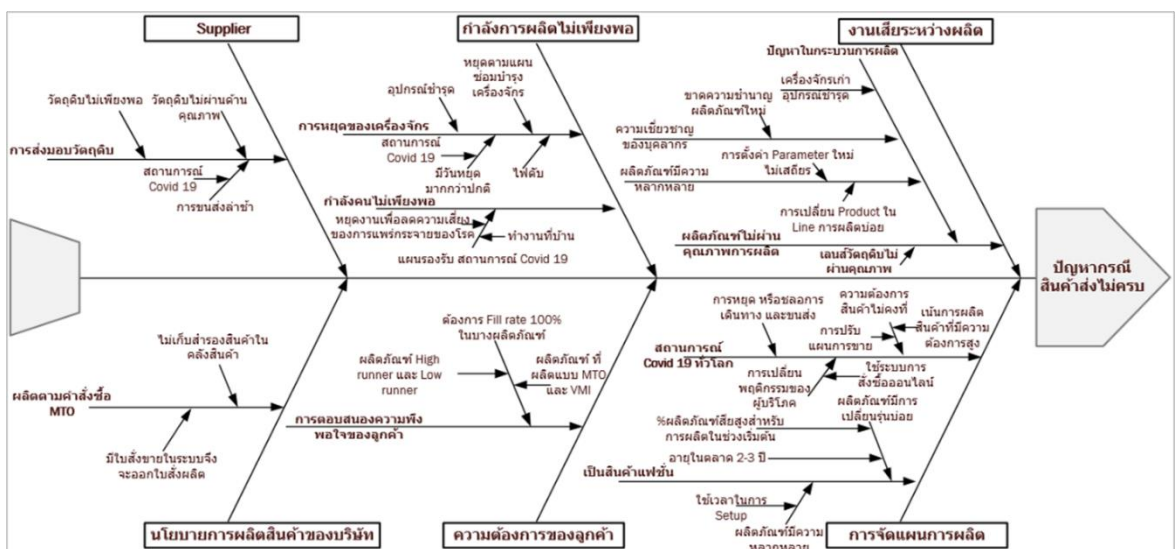 Supplier
กำลังการผลิตไม่เพียงพอ
งานเสียระหว่างผลิต
วัตถุดิบไม่เพียงพอ
วัตถุดิบไม่ผ่านด้าน
คุณภาพ
การส่งมอบวัตถุดิบ
สถานการณ์
Covid 19
การขนส่งล่าช้า
อุปกรณ์ชำรุด
หยุดตามแผน
ซ่อมบำรุง
เครื่องจักร
การหยุดของเครื่องจักร
สถานการณ์
Covid 19
มีวันหยุด
มากกว่าปกติ
ไฟดับ
กำลังคนไม่เพียงพอ
หยุดงานเพื่อลดความเสี่ยง
ของการแพร่กระจายของโรค
ทำงานที่บ้าน
แผนรองรับ สถานการณ์ Covid 19
ปัญหาในกระบวนการผลิต
เครื่องจักรเก่า
อุปกรณ์ชำรุด
ขาดความชำนาญ
ผลิตภัณฑ์ใหม่
ความเชี่ยวชาญ
ของบุคลากร
การตั้งค่า Parameter ใหม่
ไม่เสถียร
ผลิตภัณฑ์มีความ
หลากหลาย
การเปลี่ยน Product ใน
Line การผลิตบ่อย
ผลิตภัณฑ์ไม่ผ่าน
คุณภาพการผลิต
เลนส์วัตถุดิบไม่
ผ่านคุณภาพ
ปัญหากรณี
สินค้าส่งไม่ครบ
ไม่เก็บสำรองสินค้าใน
คลังสินค้า
ผลิตตามคำสั่งซื้อ
MTO
มีใบสั่งขายในระบบจึง
จะออกใบสั่งผลิต
ต้องการ Fill rate 100%
ในบางผลิตภัณฑ์
ผลิตภัณฑ์ High
runner และ Low
runner
ผลิตภัณฑ์ ที่
ผลิตแบบ MTO
และ VMI
การตอบสนองความพึง
พอใจของลูกค้า
การหยุด หรือชลอการ
เดินทาง และขนส่ง
ความต้องการ
สินค้าไม่คงที่
เน้นการผลิต
สินค้าที่มีความ
ต้องการสูง
การปรับ
แผนการขาย
สถานการณ์
Covid 19 ทั่วโลก
การเปลี่ยน
พฤติกรรมของ
ผู้บริโภค
ใช้ระบบการ
สั่งซื้อออนไลน์
ผลิตภัณฑ์มีการ
เปลี่ยนรุ่นบ่อย
%ผลิตภัณฑ์สียสูงสำหรับ
การผลิตในช่วงเริ่มต้น
อายุในตลาด 2-3 ปี
เป็นสินค้าแฟชั่น
ใช้เวลาในการ
Setup
ผลิตภัณฑ์มีความ
หลากหลาย
นโยบายการผลิตสินค้าของบริษัท
ความต้องการของลูกค้า
การจัดแผนการผลิต